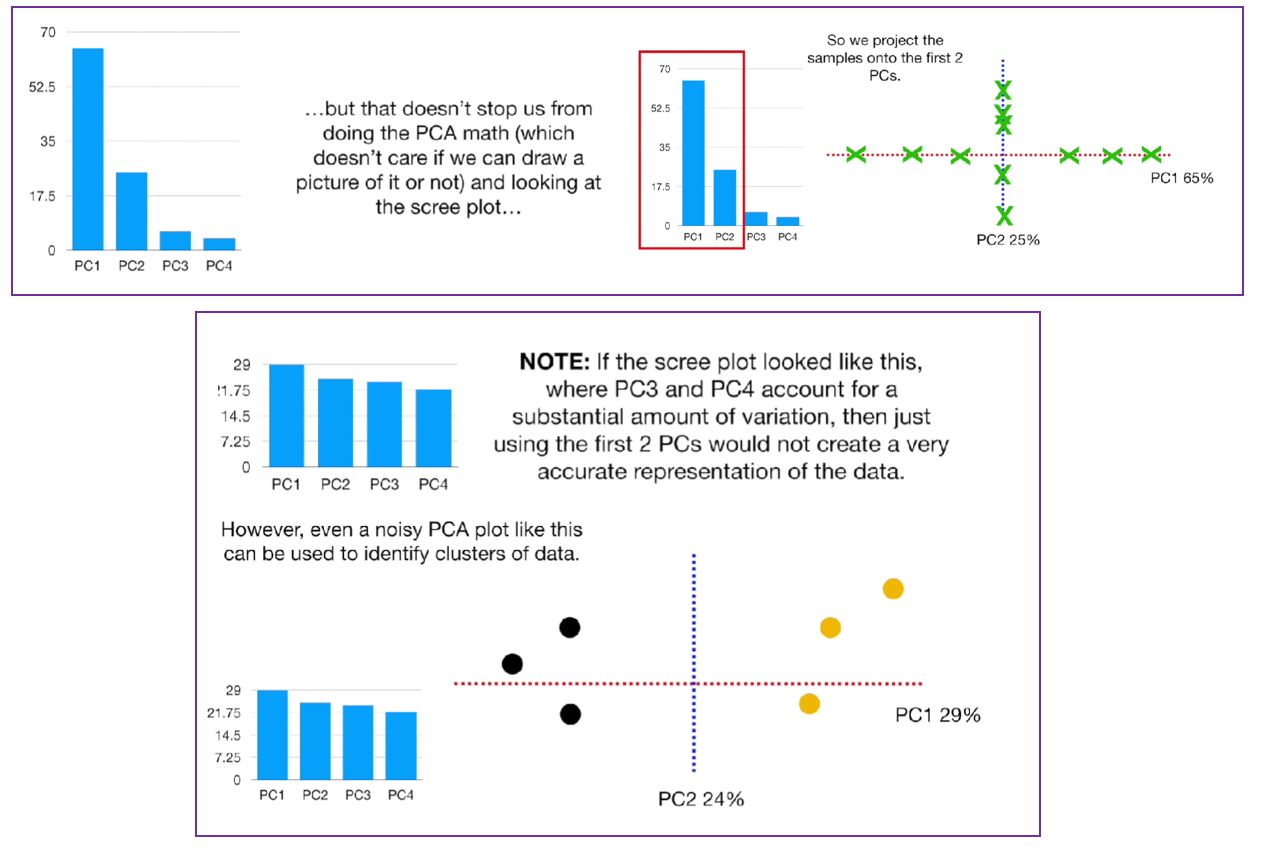 70
52.5
35
17.5
0
PC1 PC2 PC3 PC4
…but that doesn't stop us from
doing the PCA math (which
doesn't care if we can draw a
picture of it or not) and looking at
the scree plot…
70
52.5
35
17.5
0
PC1 PC2 PC3 PC4
So we project the
samples onto the first 2
PCs.
PC1 65%
PC2 25%
29
21.75
14.5
7.25
0
PC1 PC2 PC3 PC4
NOTE: If the scree plot looked like this,
where PC3 and PC4 account for a
substantial amount of variation, then just
using the first 2 PCs would not create a very
accurate representation of the data.
However, even a noisy PCA plot like this
can be used to identify clusters of data.
29
21.75
14.5
7.25
0
PC1 PC2 PC3 PC4
PC1 29%
PC2 24%